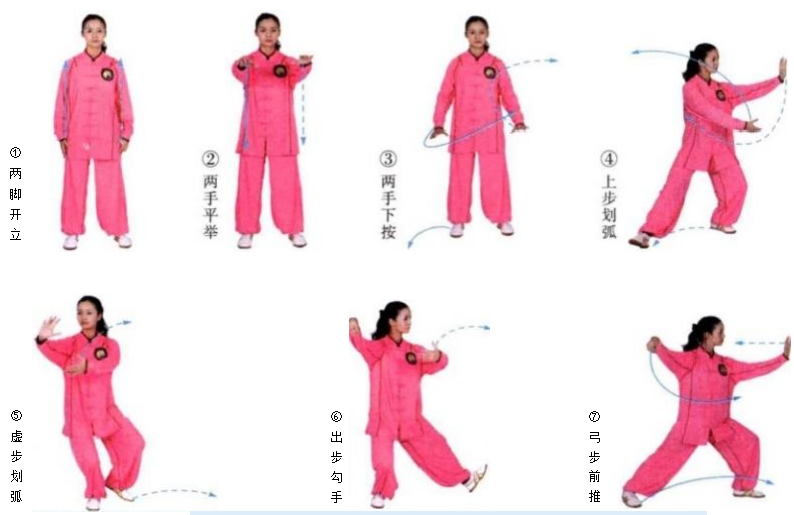 ①两脚开立
②两手平举
③两手下按
④上步划弧
⑤虚步划弧
⑥出步勾手
⑦弓步前推